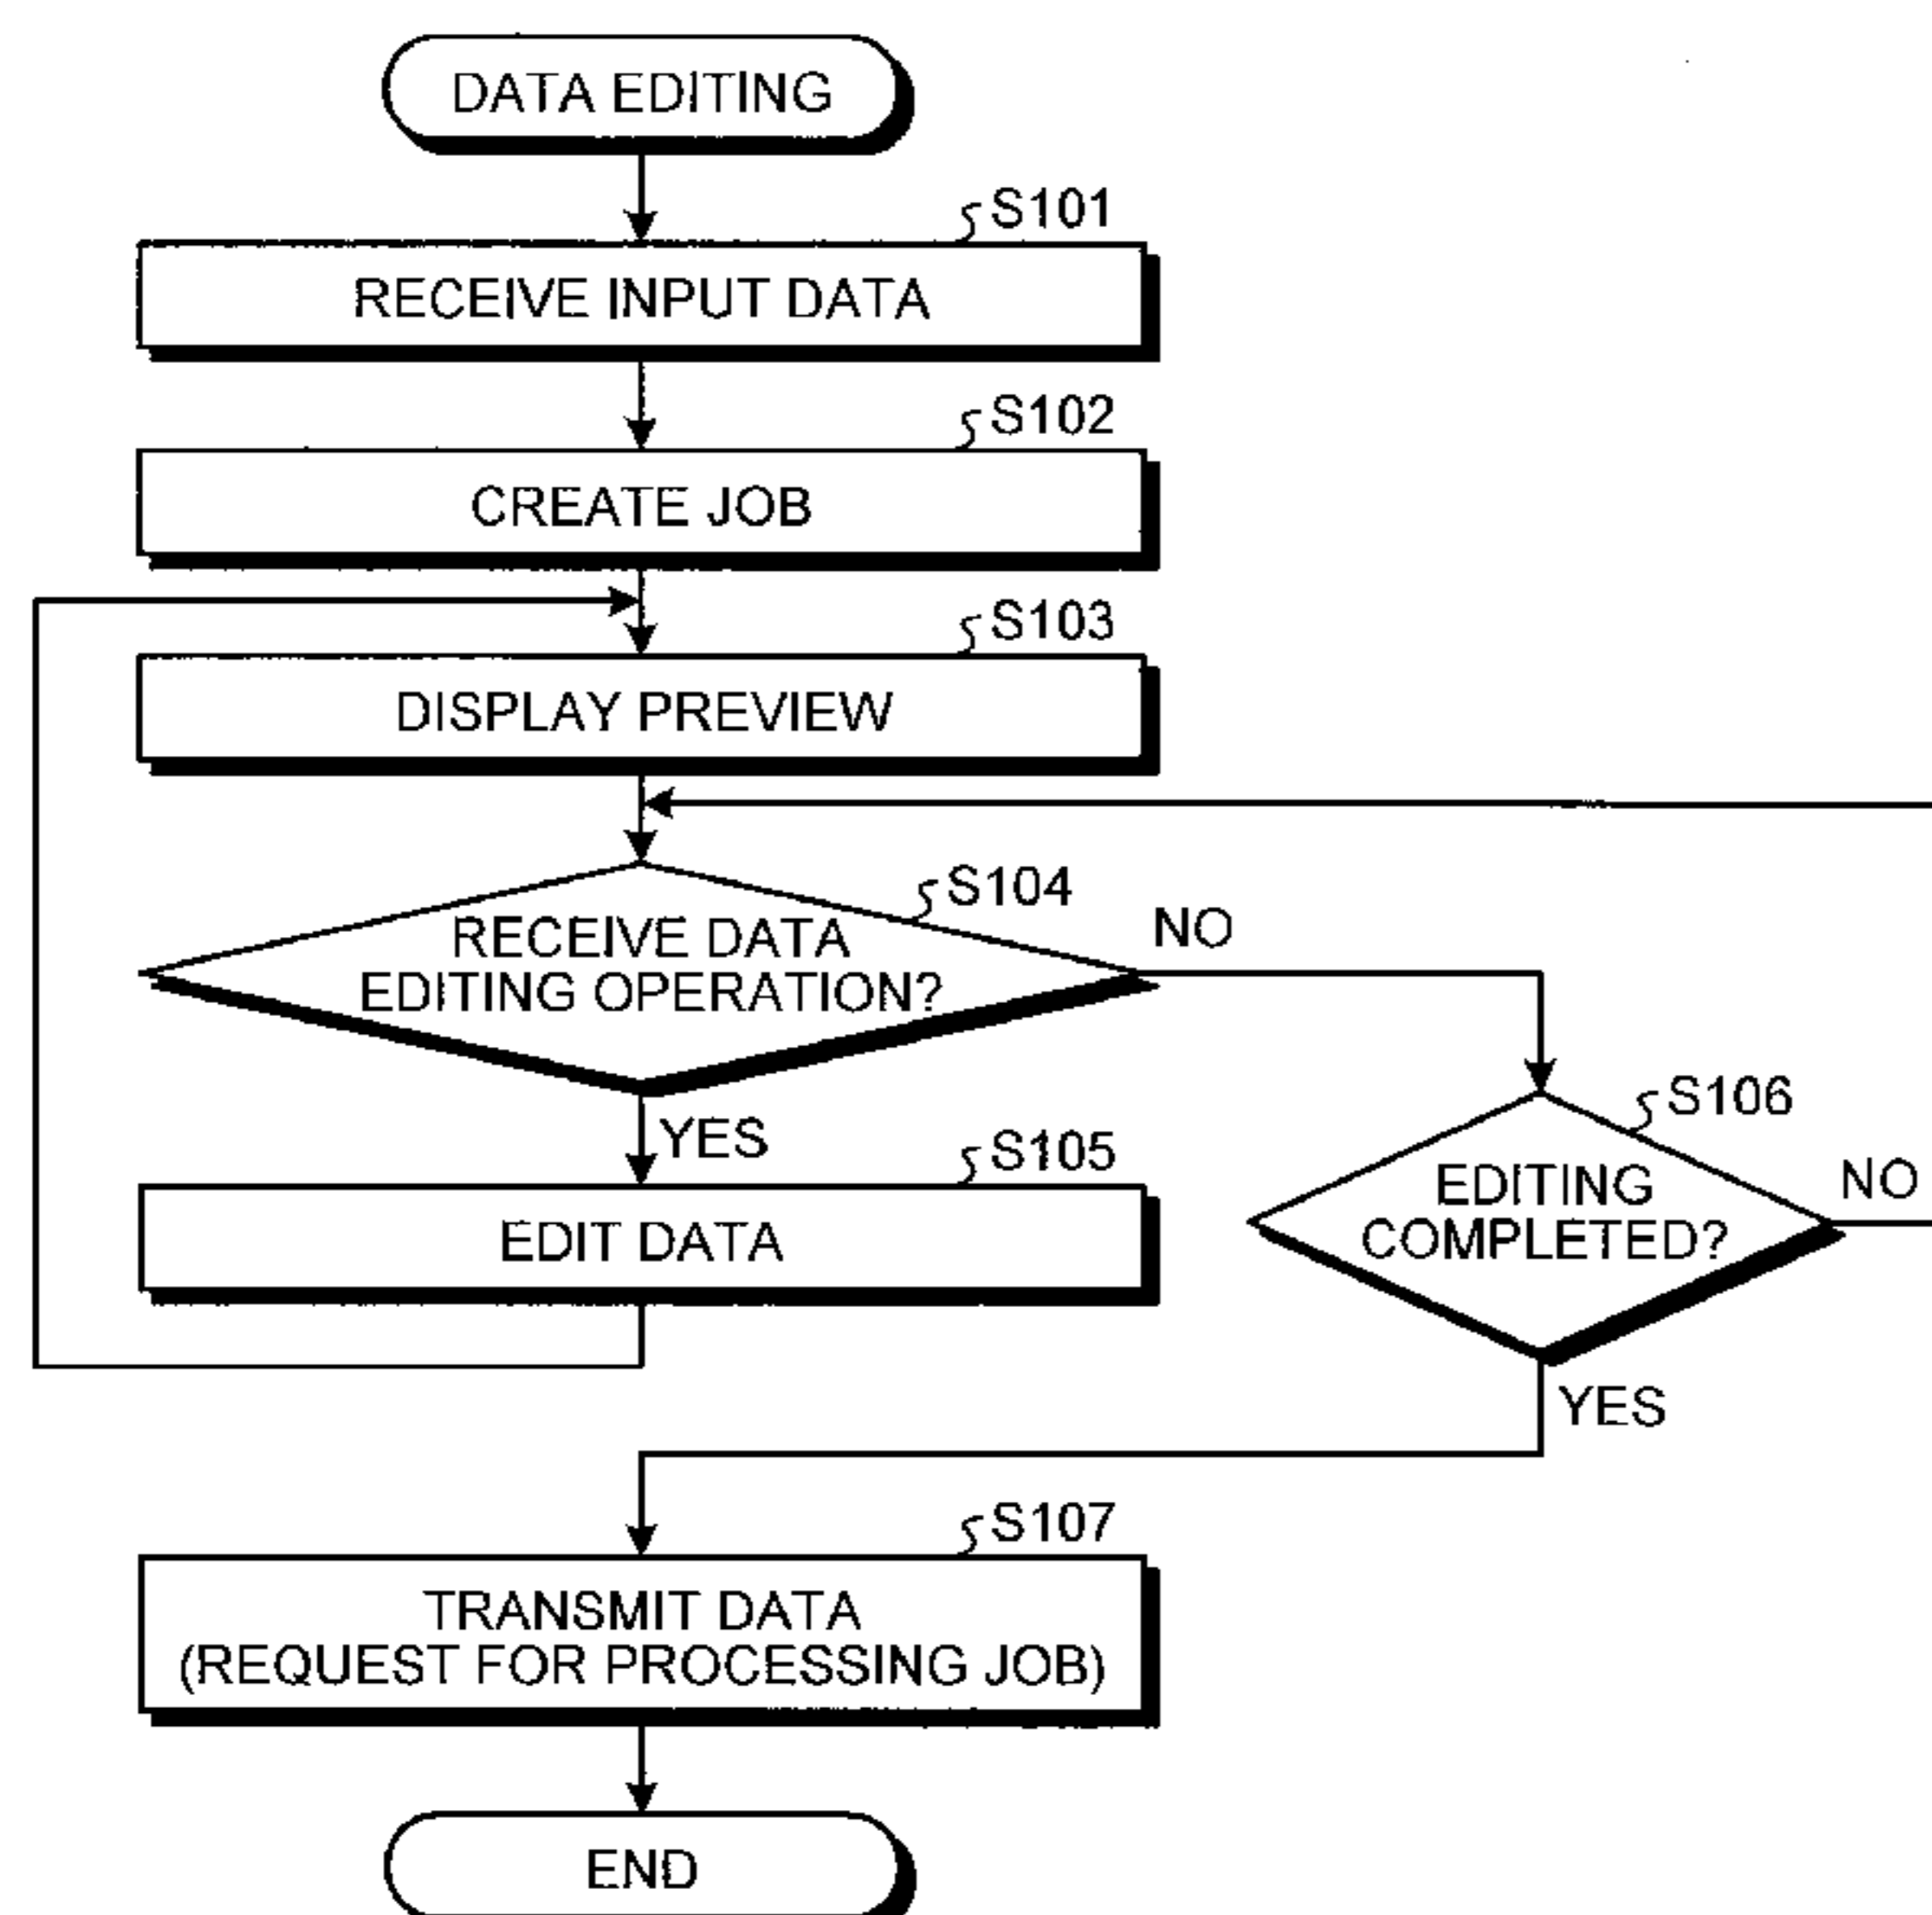 DATA EDITING
S101
RECEIVE INPUT DATA
S102
CREATE JOB
S103
DISPLAY PREVIEW
S104
RECEIVE DATA
EDITING OPERATION?
NO
YES
S105
EDIT DATA
S106
EDITING
COMPLETED?
NO
YES
S107
TRANSMIT DATA
(REQUEST FOR PROCESSING JOB)
END